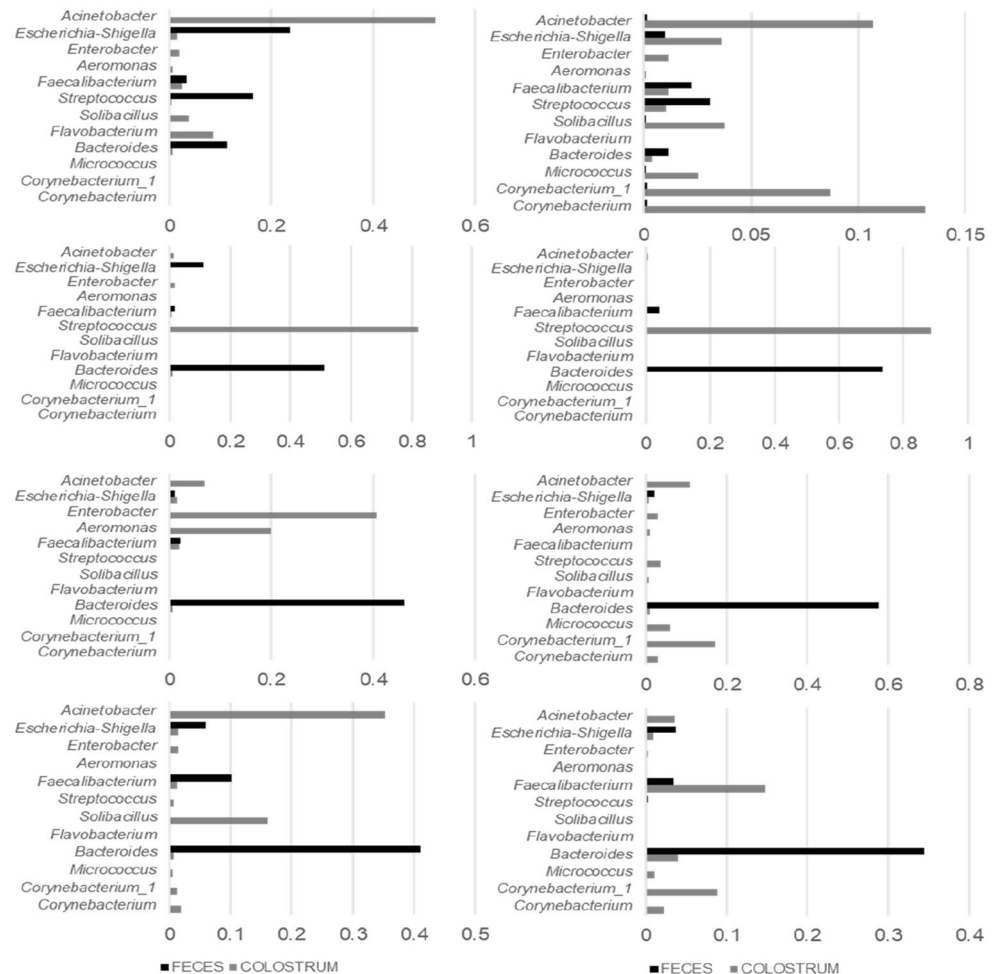 Acinetobacter
Escherichia-Shigella
Enterobacter
Aeromonas
Faecalibacterium
Streptococcus
Solibacillus
Flavobacterium
Bacteroides
Micrococcus
Corynebacterium_1
Corynebacterium
0 0.2 0.4 0.6
Acinetobacter
Escherichia-Shigella
Enterobacter
Aeromonas
Faecalibacterium
Streptococcus
Solibacillus
Flavobacterium
Bacteroides
Micrococcus
Corynebacterium_1
Corynebacterium
0 0.05 0.1 0.15
Acinetobacter
Escherichia-Shigella
Enterobacter
Aeromonas
Faecalibacterium
Streptococcus
Solibacillus
Flavobacterium
Bacteroides
Micrococcus
Corynebacterium_1
Corynebacterium
0 0.2 0.4 0.6 0.8 1
Acinetobacter
Escherichia-Shigella
Enterobacter
Aeromonas
Faecalibacterium
Streptococcus
Solibacillus
Flavobacterium
Bacteroides
Micrococcus
Corynebacterium_1
Corynebacterium
0 0.2 0.4 0.6 0.8 1
Acinetobacter
Escherichia-Shigella
Enterobacter
Aeromonas
Faecalibacterium
Streptococcus
Solibacillus
Flavobacterium
Bacteroides
Micrococcus
Corynebacterium_1
Corynebacterium
0 0.2 0.4 0.6
Acinetobacter
Escherichia-Shigella
Enterobacter
Aeromonas
Faecalibacterium
Streptococcus
Solibacillus
Flavobacterium
Bacteroides
Micrococcus
Corynebacterium_1
Corynebacterium
0 0.2 0.4 0.6 0.8
Acinetobacter
Escherichia-Shigella
Enterobacter
Aeromonas
Faecalibacterium
Streptococcus
Solibacillus
Flavobacterium
Bacteroides
Micrococcus
Corynebacterium_1
Corynebacterium
0 0.1 0.2 0.3 0.4 0.5
FECES COLOSTRUM
Acinetobacter
Escherichia-Shigella
Enterobacter
Aeromonas
Faecalibacterium
Streptococcus
Solibacillus
Flavobacterium
Bacteroides
Micrococcus
Corynebacterium_1
Corynebacterium
0 0.1 0.2 0.3 0.4
FECES COLOSTRUM